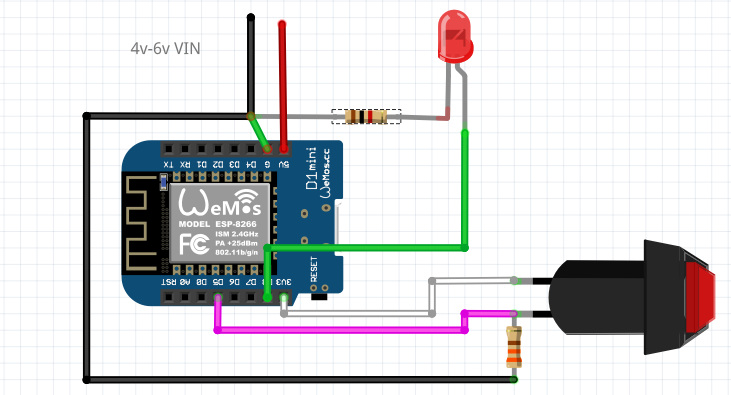 4v-6v VIN
TX RX D1 D2 D3 D4 G 5V
D1 mini
WeMos.cc
WeMos
MODEL ESP-8266
ISM 2.4GHz
PA +25dBm
802.11b/g/n
FC
RESET
RST A0 D0 D5 D6 D7 3V3